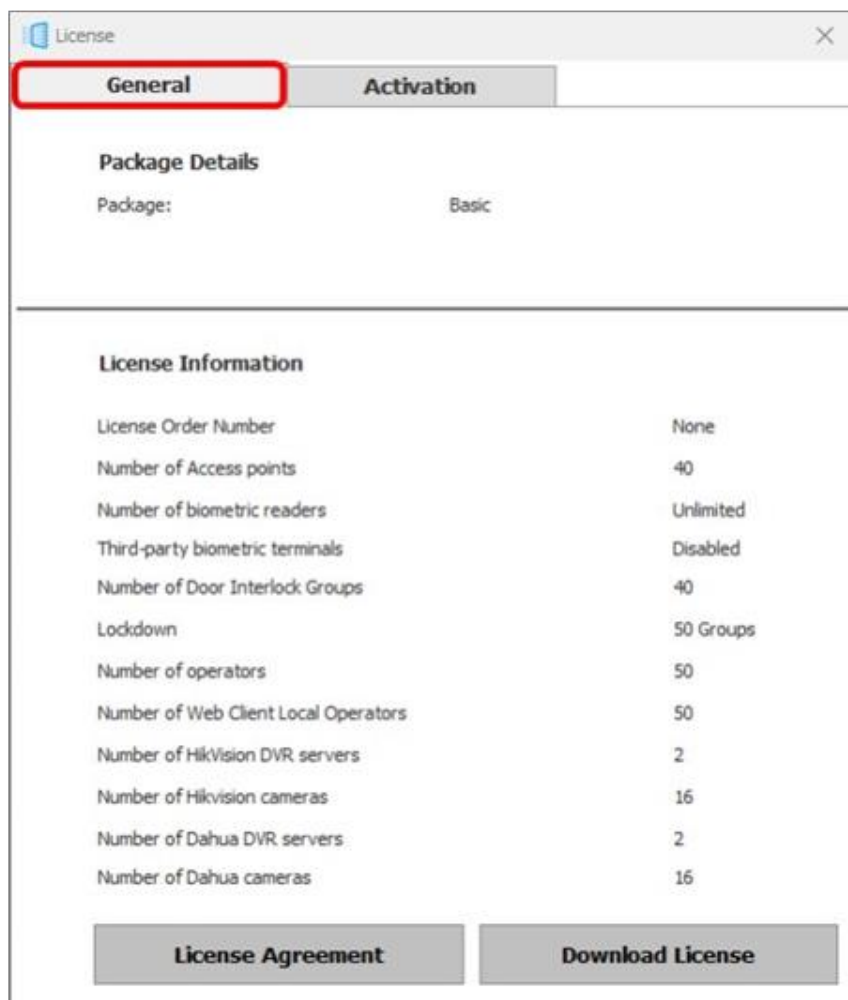 License
General Activation
Package Details
Package: Basic
License Information
License Order Number None
Number of Access points 40
Number of biometric readers Unlimited
Third-party biometric terminals Disabled
Number of Door Interlock Groups 40
Lockdown 50 Groups
Number of operators 50
Number of Web Client Local Operators 50
Number of HikVision DVR servers 2
Number of Hikvision cameras 16
Number of Dahua DVR servers 2
Number of Dahua cameras 16
License Agreement Download License